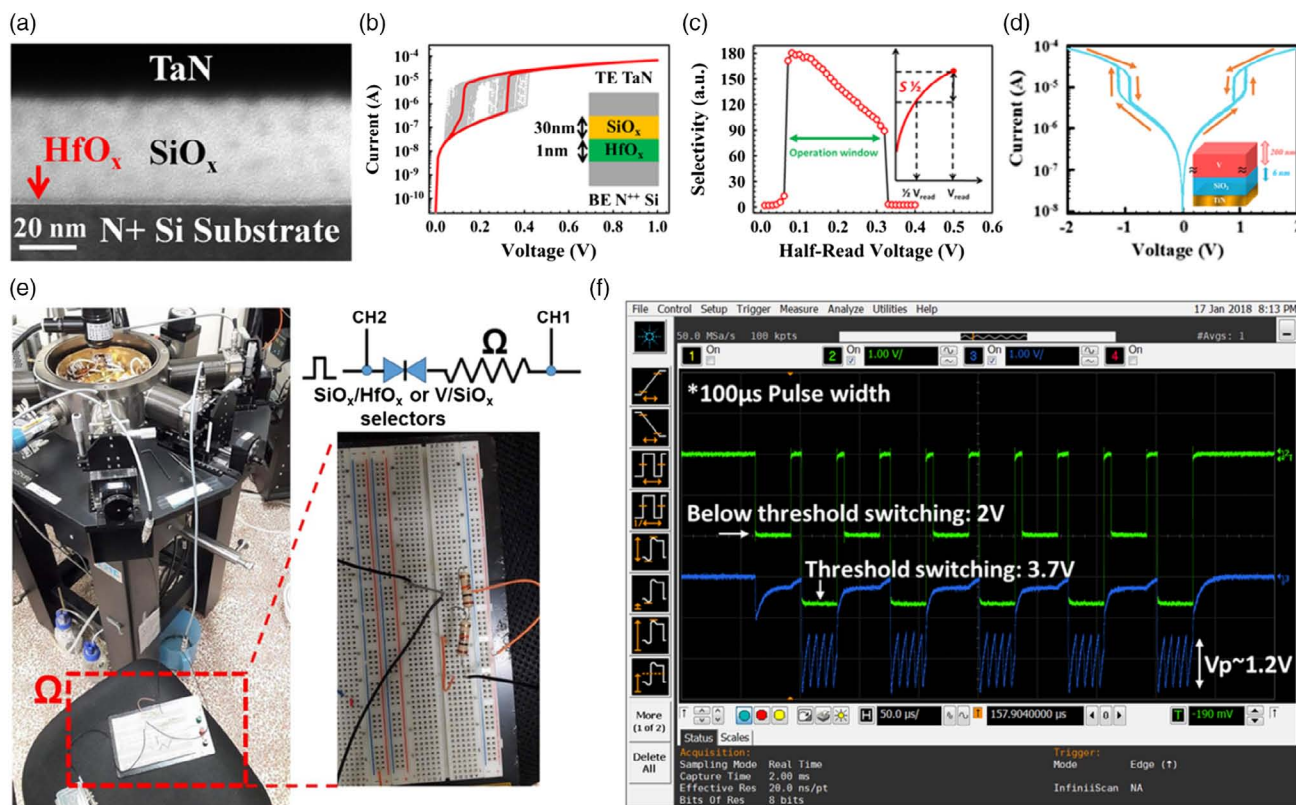 (a)
TaN
HfOₓ
SiOₓ
20 nm
N+ Si Substrate
(b)
Current (A)
10⁻⁴
10⁻⁵
10⁻⁶
10⁻⁷
10⁻⁸
10⁻⁹
10⁻¹⁰
0.0 0.2 0.4 0.6 0.8 1.0
Voltage (V)
TE TaN
30nm
SiOₓ
1nm
HfOₓ
BE N⁺⁺ Si
(c)
Selectivity (a.u.)
180
150
120
90
60
30
0
0.0 0.1 0.2 0.3 0.4 0.5 0.6
Half-Read Voltage (V)
Operation window
S ½
½ Vread
Vread
(d)
Current (A)
10⁻⁴
10⁻⁵
10⁻⁶
10⁻⁷
10⁻⁸
-2 -1 0 1 2
Voltage (V)
V
200 nm
6 nm
TiN
(e)
CH2
Ω
CH1
SiOₓ/HfOₓ or V/SiOₓ
selectors
Ω
(f)
File Control Setup Trigger Measure Analyze Utilities Help
17 Jan 2018 8:13 PM
50.0 MSa/s 100 kpts
#Avgs: 1
1 On
2 On 1.00 V/
3 On 1.00 V/
4 On
*100µs Pulse width
Below threshold switching: 2V
Threshold switching: 3.7V
Vp~1.2V
More
(1 of 2)
Delete
All
H 50.0 µs/ 157.9040000 µs 0 T -190 mV
Status Scales
Acquisition:
Sampling Mode Real Time
Capture Time 2.00 ms
Effective Res 20.0 ns/pt
Bits Of Res 8 bits
Trigger:
Mode Edge (↑)
InfiniiScan NA